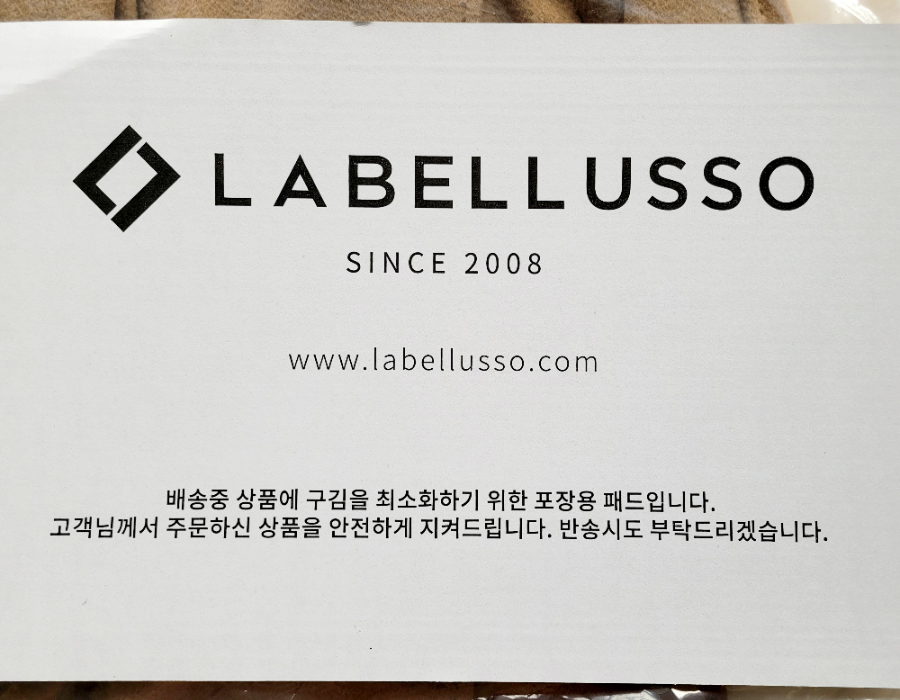 LABELLUSSO
SINCE 2008
www.labellusso.com
배송중 상품에 구김을 최소화하기 위한 포장용 패드입니다.
고객님께서 주문하신 상품을 안전하게 지켜드립니다. 반송시도 부탁드리겠습니다.